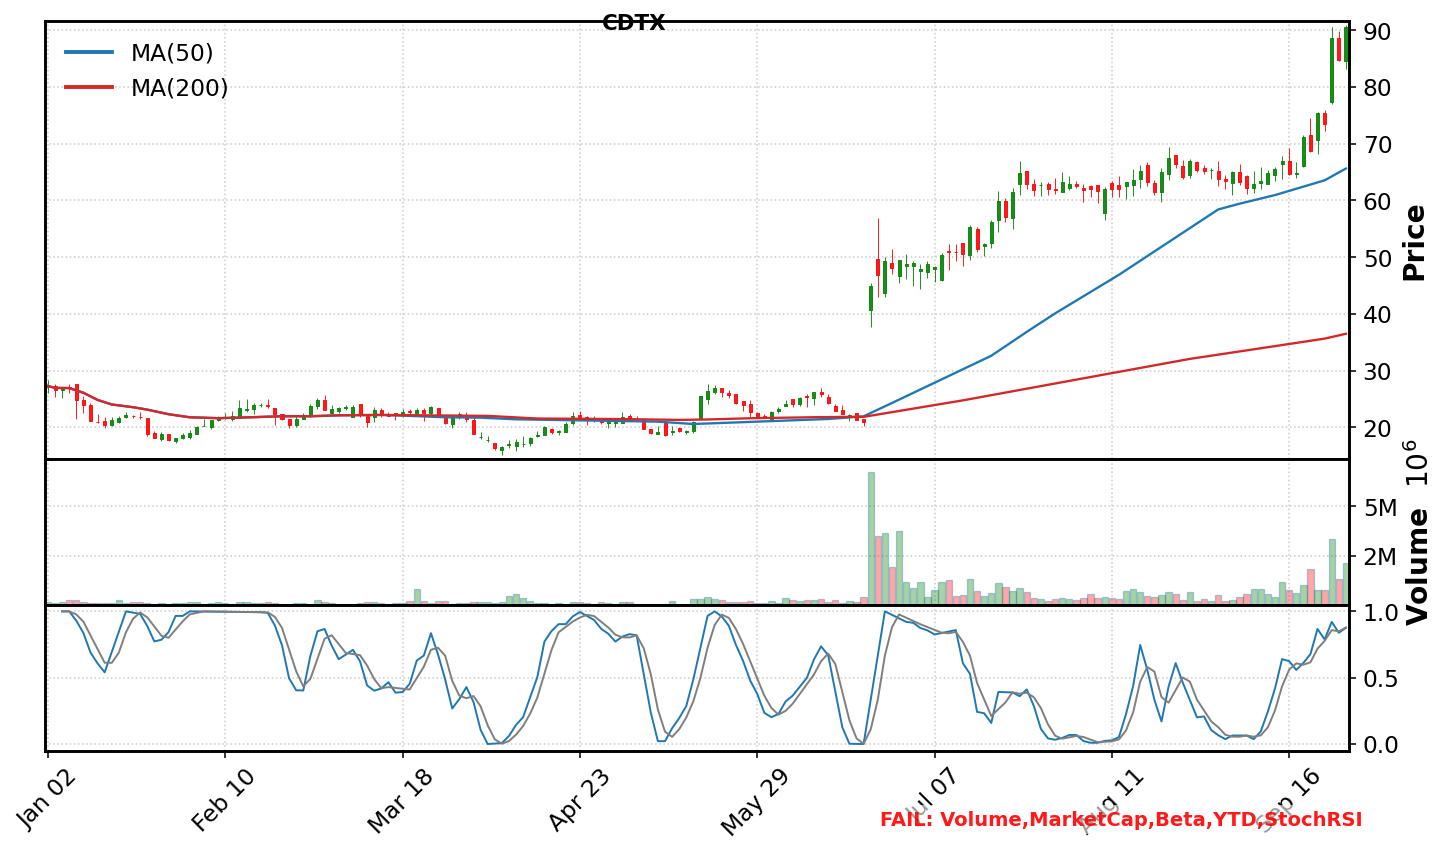 CDTX
MA(50)
MA(200)
90
80
70
60
50
40
30
20
Price
5M
2M
Volume 10^6
1.0
0.5
0.0
Jan 02
Feb 10
Mar 18
Apr 23
May 29
Jul 07
Aug 11
Sep 16
FAIL: Volume,MarketCap,Beta,YTD,StochRSI